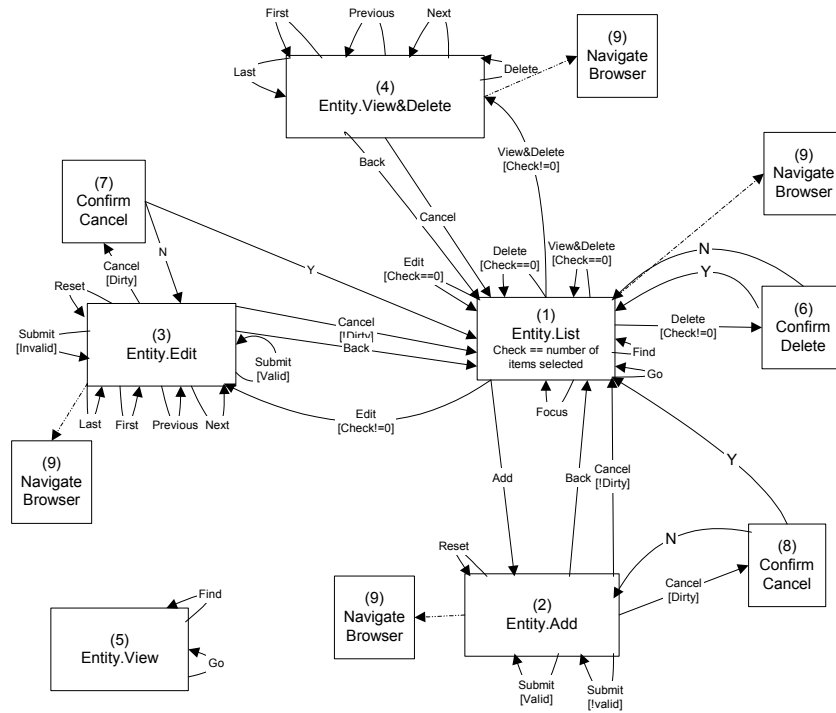 First
Previous
Next
Last
Delete
(4)
Entity.View&Delete
(9)
Navigate
Browser
Back
View&Delete
[Check!=0]
(9)
Navigate
Browser
(7)
Confirm
Cancel
Cancel
N
Y
Edit
[Check==0]
Delete
[Check==0]
View&Delete
[Check==0]
N
Y
Cancel
[Dirty]
Reset
Submit
[Invalid]
(3)
Entity.Edit
Cancel
[!Dirty]
Back
Submit
[Valid]
(1)
Entity.List
Check == number of
items selected
Delete
[Check!=0]
(6)
Confirm
Delete
Find
Go
Focus
Last
First
Previous
Next
Edit
[Check!=0]
(9)
Navigate
Browser
Add
Back
Cancel
[!Dirty]
Y
N
(8)
Confirm
Cancel
Reset
Cancel
[Dirty]
(9)
Navigate
Browser
(2)
Entity.Add
Submit
[Valid]
Submit
[!valid]
Find
(5)
Entity.View
Go